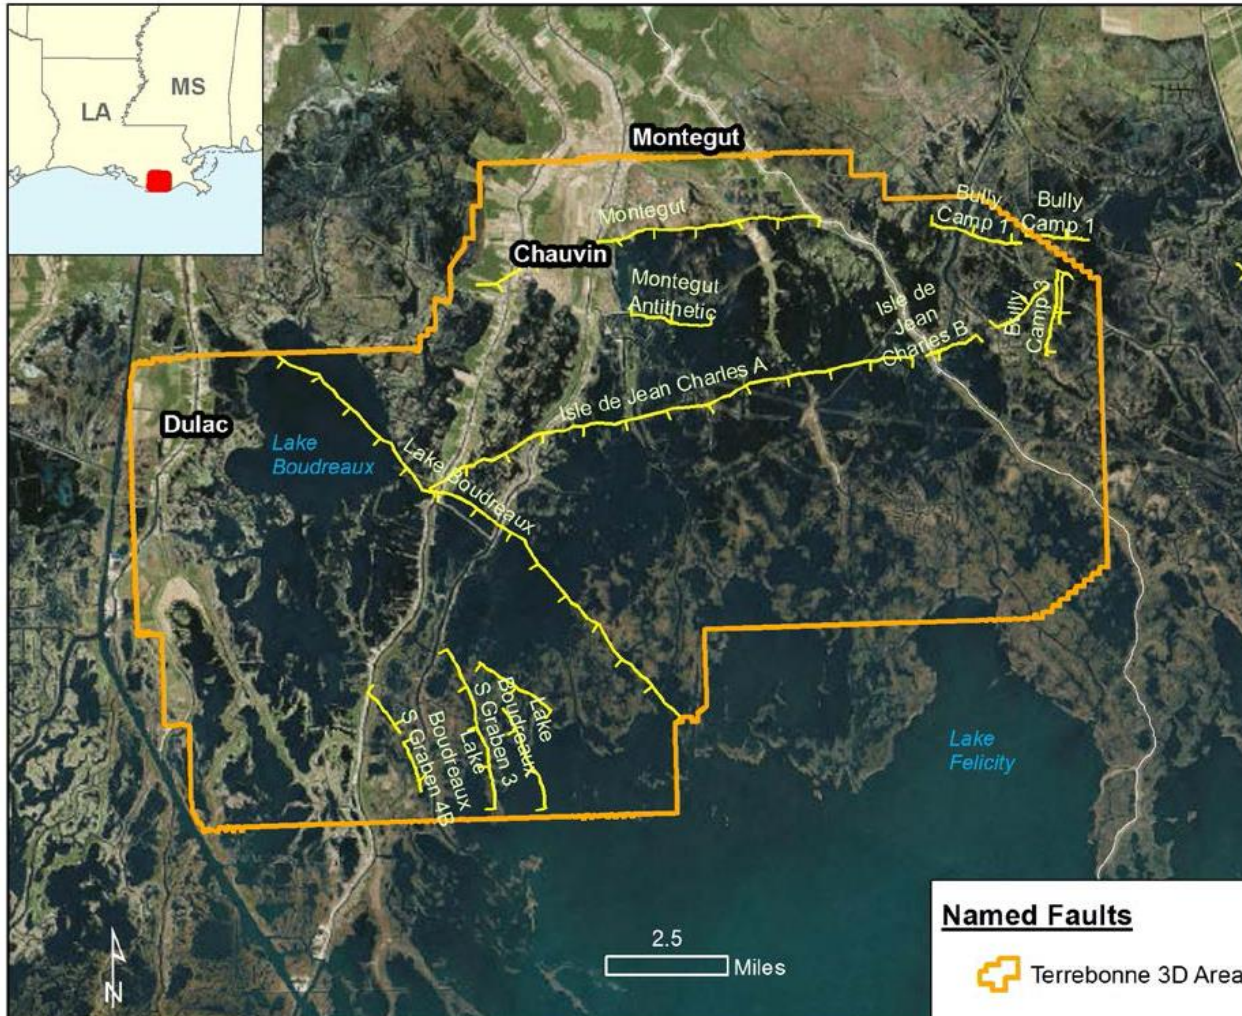 MS
LA
Montegut
Montegut
Bully
Camp 1
Bully
Camp 1
Chauvin
Montegut
Antithetic
Isle de
Jean
Charles B
Bully
Camp 3
Isle de Jean Charles A
Dulac
Lake
Boudreaux
Lake Boudreaux
Lake
Boudreaux
S Graben 3
Lake
Boudreaux
S Graben 4B
Lake
Felicity
2.5
Miles
N
Named Faults
Terrebonne 3D Area